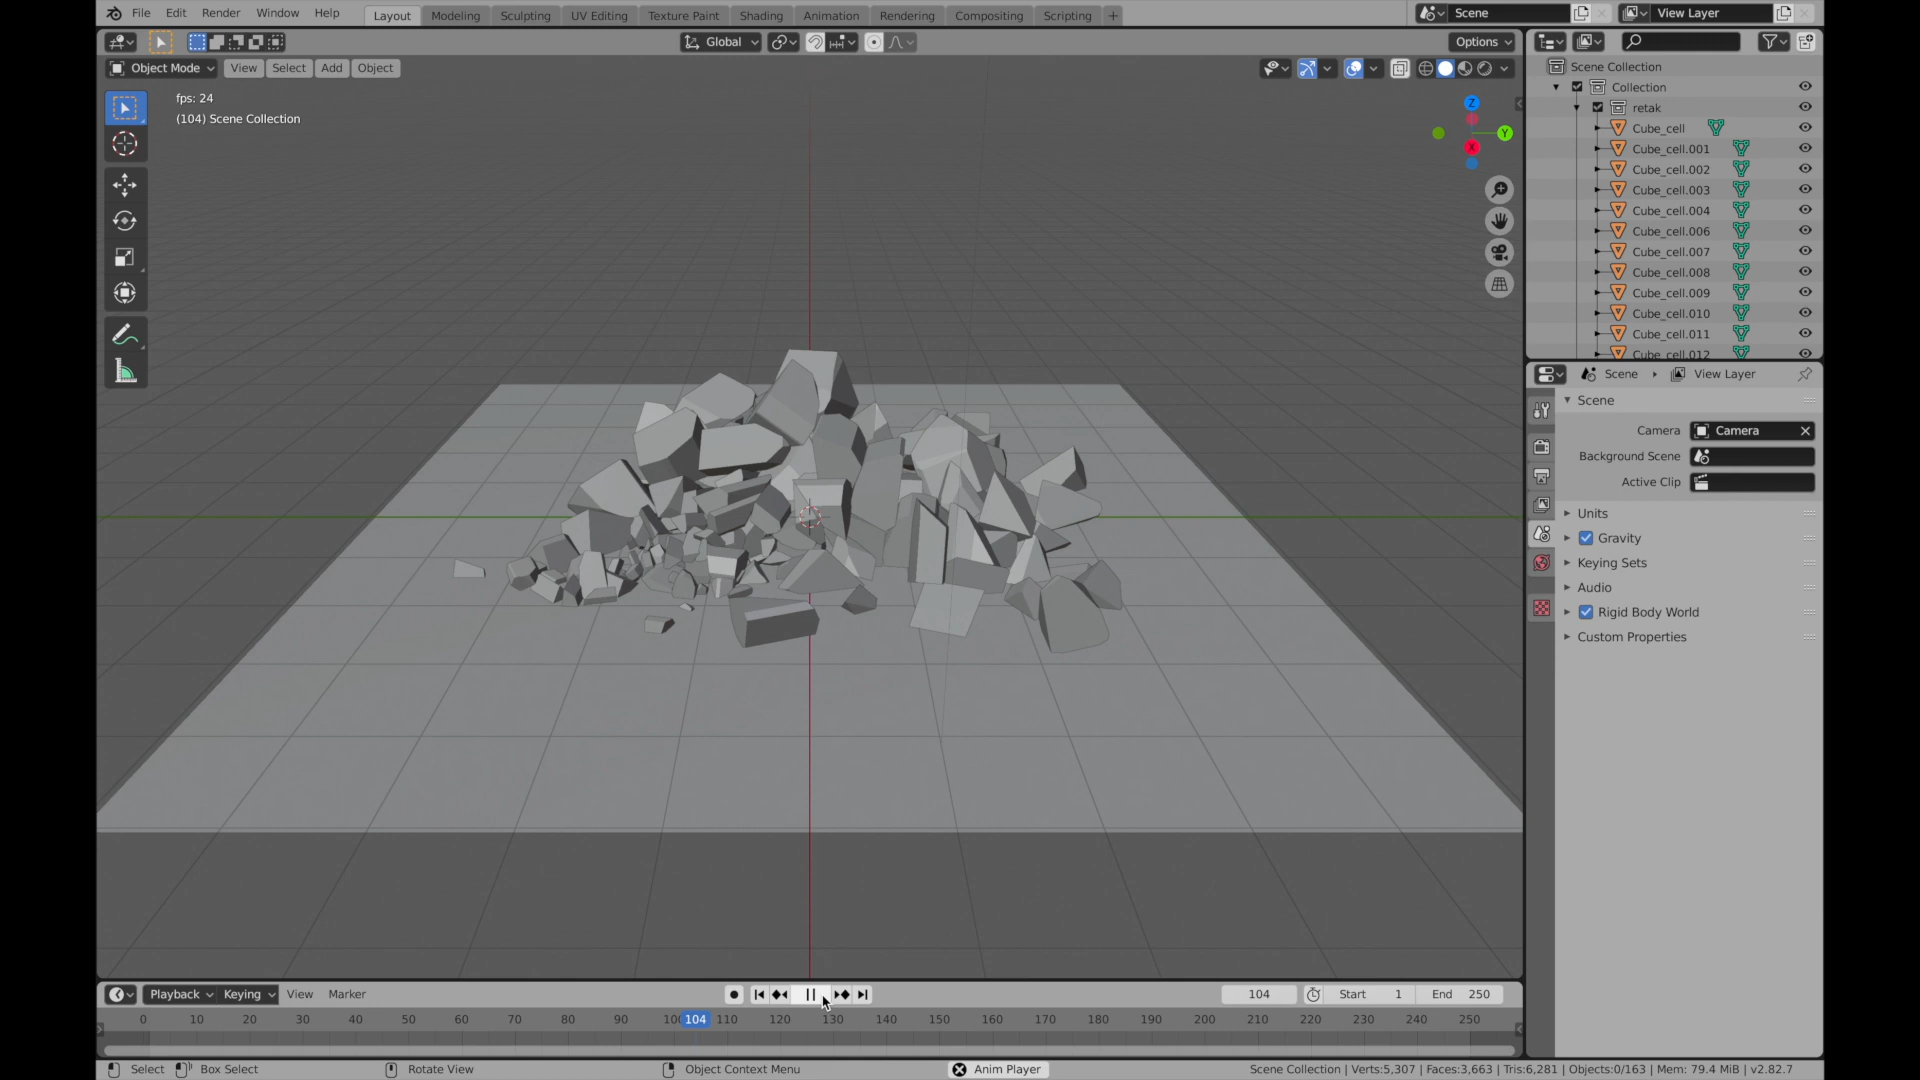 File Edit Render Window Help Layout Modeling Sculpting UV Editing Texture Paint Shading Animation Rendering Compositing Scripting + Scene View Layer
Global Options
Object Mode View Select Add Object
fps: 24
(104) Scene Collection
Z
Y
X
Scene Collection
Collection
retak
Cube_cell
Cube_cell.001
Cube_cell.002
Cube_cell.003
Cube_cell.004
Cube_cell.006
Cube_cell.007
Cube_cell.008
Cube_cell.009
Cube_cell.010
Cube_cell.011
Cube_cell.012
Scene View Layer
Scene
Camera Camera
Background Scene
Active Clip
Units
Gravity
Keying Sets
Audio
Rigid Body World
Custom Properties
Playback Keying View Marker 104 Start 1 End 250
0 10 20 30 40 50 60 70 80 90 104 110 120 130 140 150 160 170 180 190 200 210 220 230 240 250
Select Box Select Rotate View Object Context Menu Anim Player Scene Collection | Verts:5,307 | Faces:3,663 | Tris:6,281 | Objects:0/163 | Mem: 79.4 MiB | v2.82.7